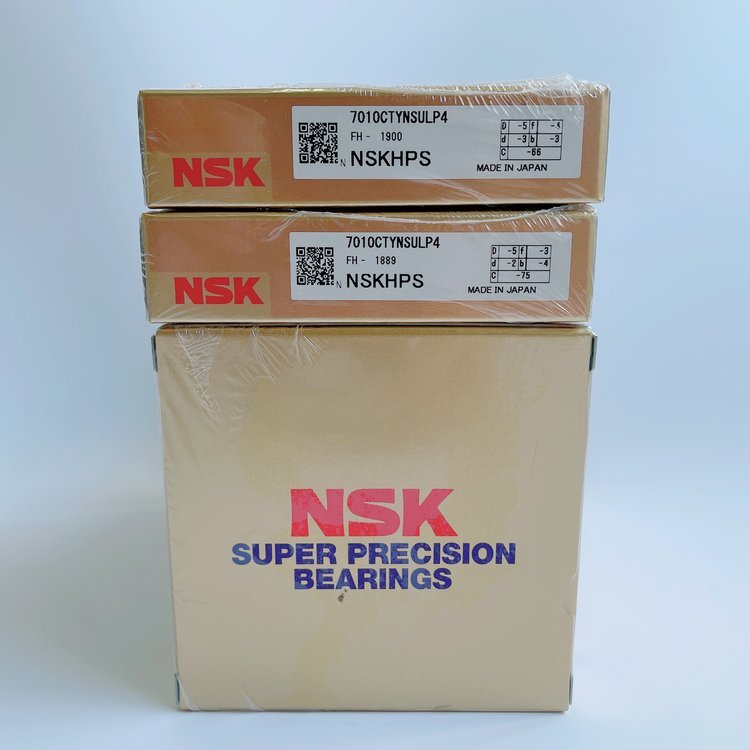 7010CTYNSULP4
FH - 1900
N NSKHPS
D -5 f -4
d -3 b -3
C -66
MADE IN JAPAN
NSK
7010CTYNSULP4
FH - 1889
N NSKHPS
D -5 f -3
d -2 b -4
C -75
MADE IN JAPAN
NSK
NSK
SUPER PRECISION
BEARINGS